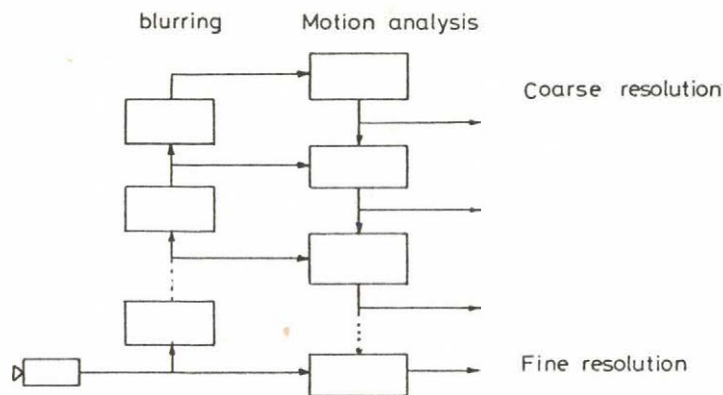 blurring
Motion analysis
Coarse resolution
Fine resolution